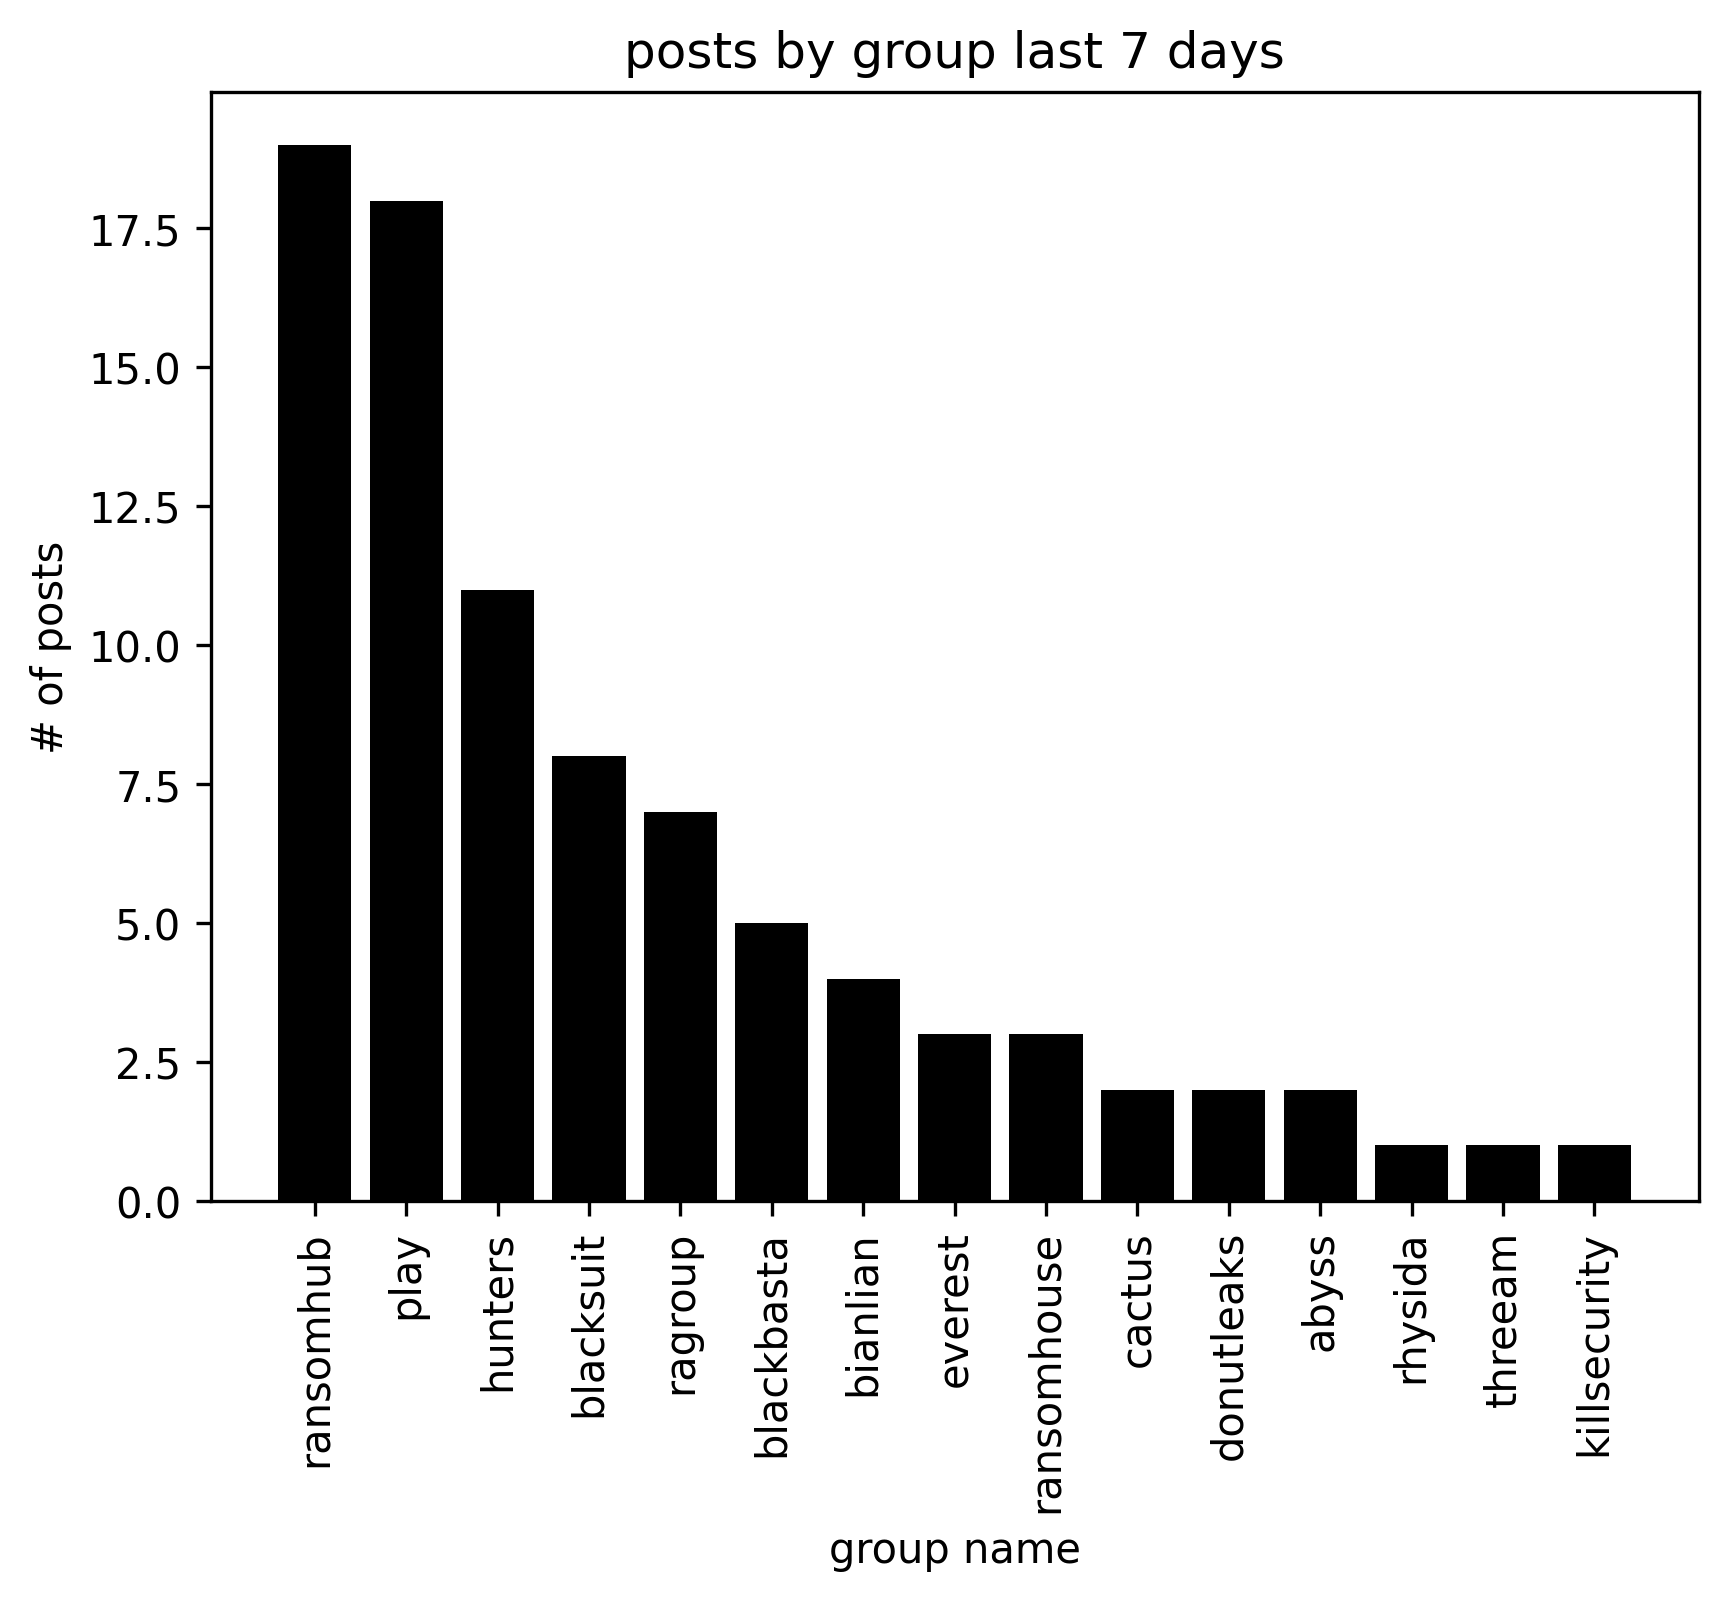 posts by group last 7 days
# of posts
17.5
15.0
12.5
10.0
7.5
5.0
2.5
0.0
ransomhub
play
hunters
blacksuit
ragroup
blackbasta
bianlian
everest
ransomhouse
cactus
donutleaks
abyss
rhysida
threeam
killsecurity
group name